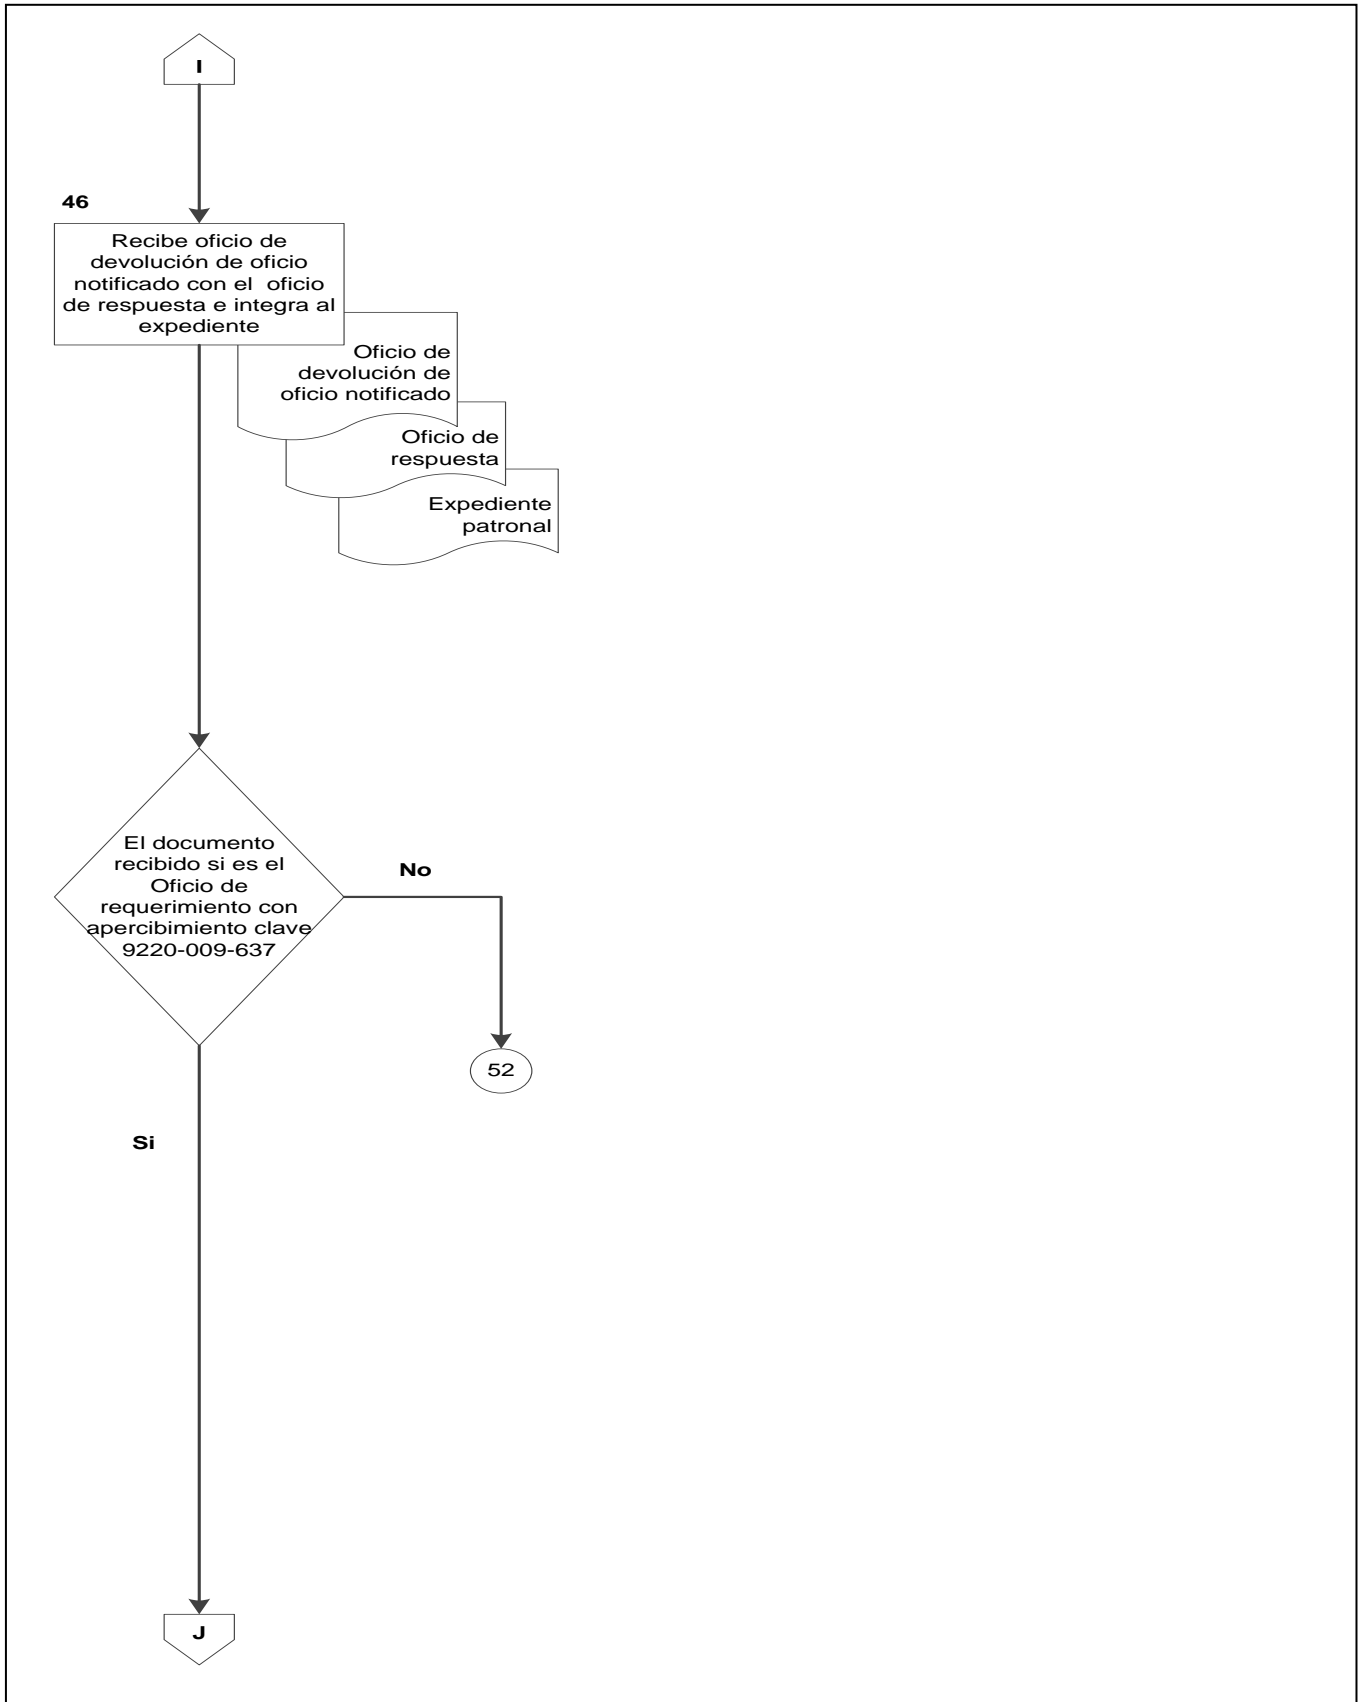 I
46
Recibe oficio de
devolución de oficio
notificado con el  oficio
de respuesta e integra al
expediente
Oficio de
devolución de
oficio notificado
Oficio de
respuesta
Expediente
patronal
El documento
recibido si es el
Oficio de
requerimiento con
apercibimiento clave
9220-009-637
No
52
Si
J